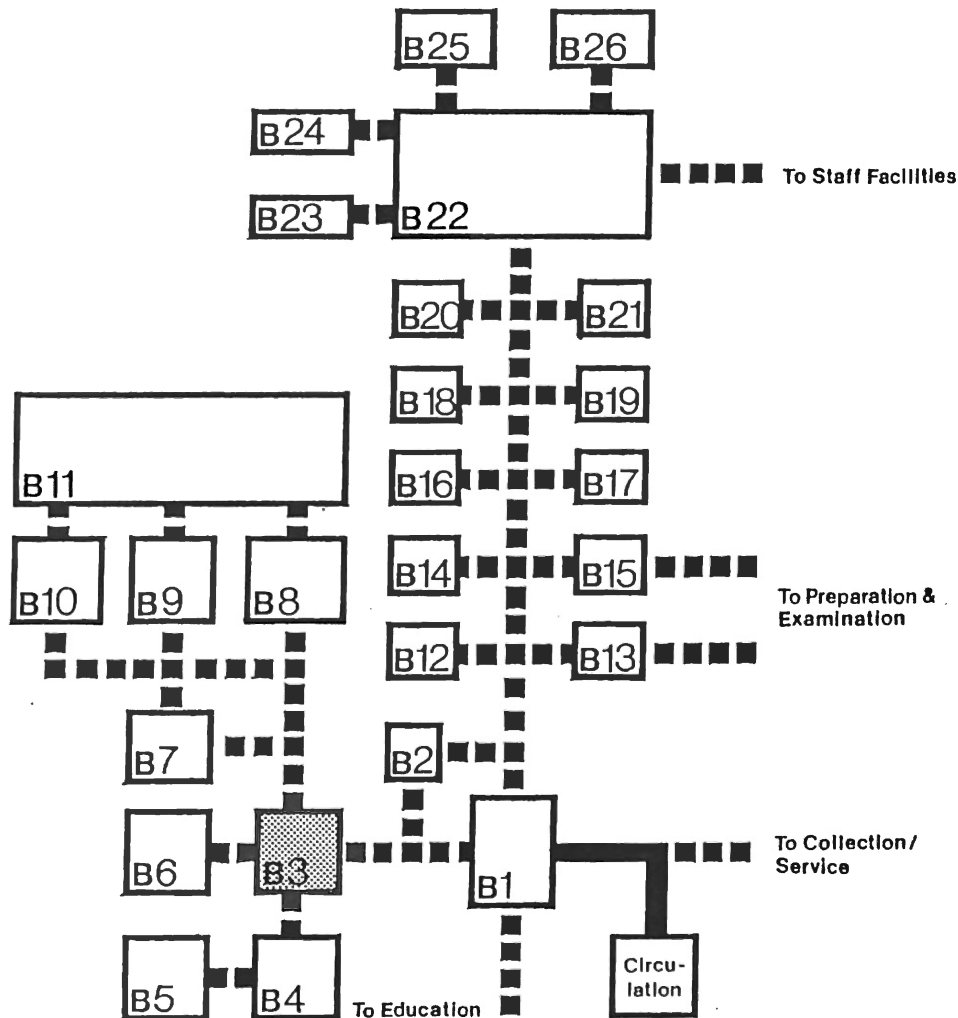 B25 B26
B24
To Staff Facilities
B23 B22
B20 B21
B18 B19
B11 B16 B17
B14 B15
B10 B9 B8
To Preparation &
Examination
B12 B13
B7 B2
To Collection/
Service
B6 B3 B1
Circu-
lation
B5 B4 To Education